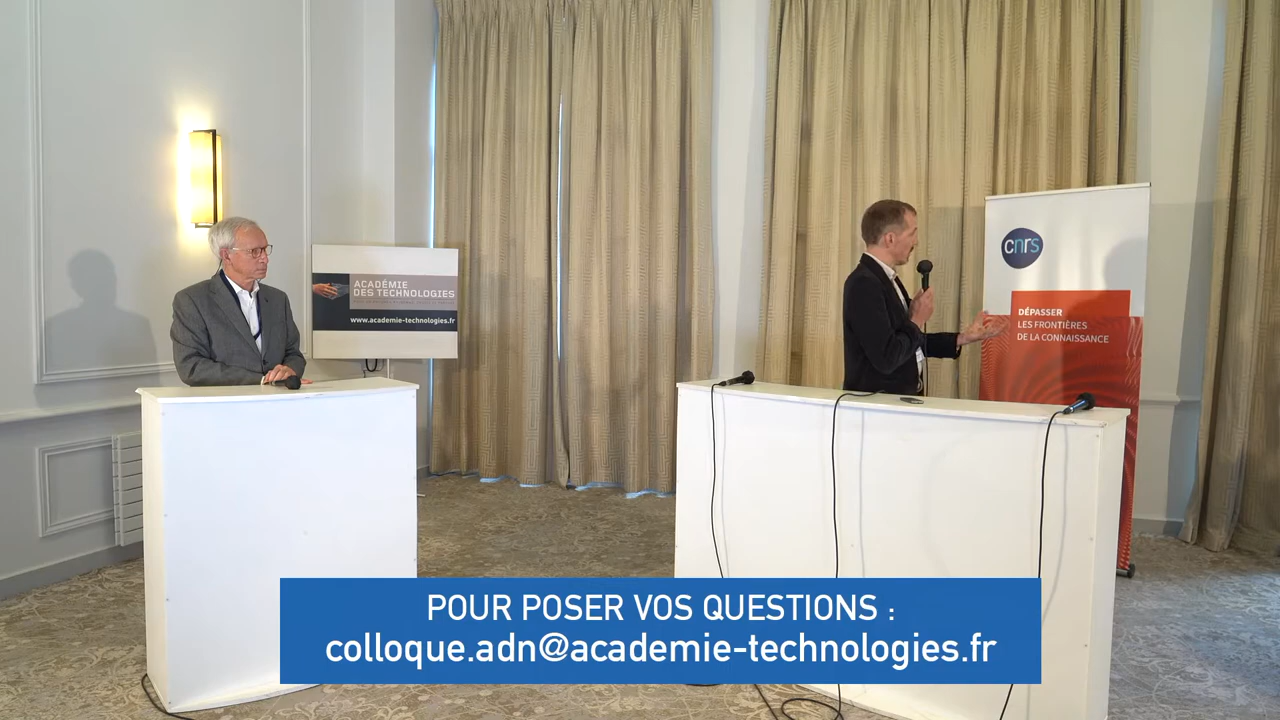 ACADÉMIE
DES TECHNOLOGIES
www.academie-technologies.fr
cnrs
DÉPASSER
LES FRONTIÈRES
DE LA CONNAISSANCE
POUR POSER VOS QUESTIONS :
colloque.adn@academie-technologies.fr